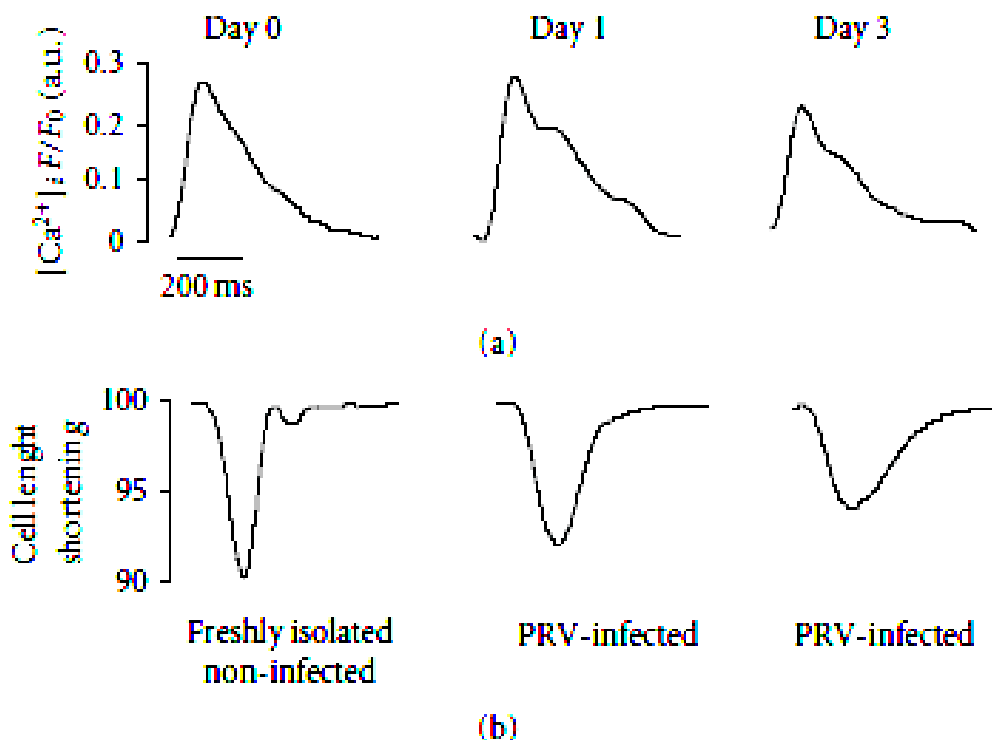 Day 0
Day 1
Day 3
[Ca²⁺]ᵢ F/F₀ (a.u.)
0.3
0.2
0.1
0
200 ms
(a)
Cell lenght
shortening
100
95
90
Freshly isolated
non-infected
PRV-infected
PRV-infected
(b)